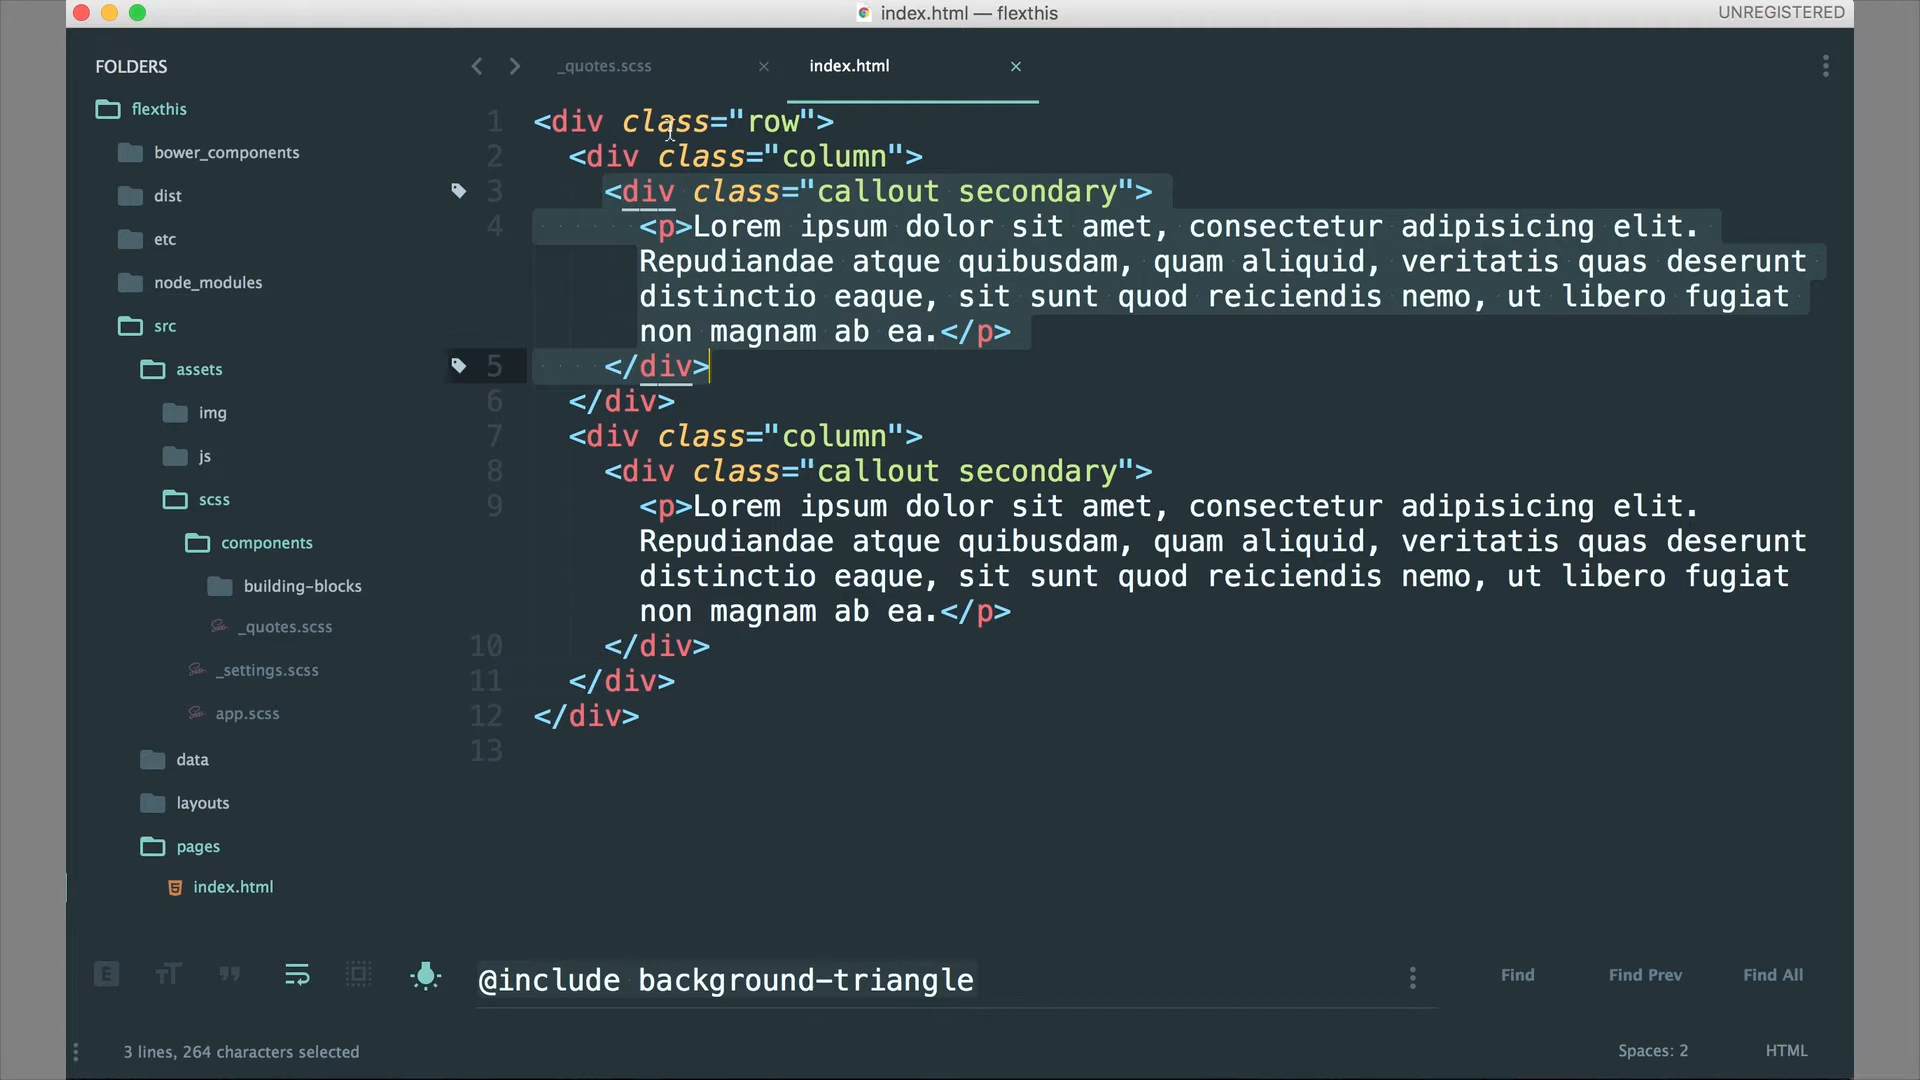 index.html — flexthis
UNREGISTERED
FOLDERS
flexthis
bower_components
dist
etc
node_modules
src
assets
img
js
scss
components
building-blocks
_quotes.scss
_settings.scss
app.scss
data
layouts
pages
index.html
_quotes.scss
index.html
1 <div class="row">
2 <div class="column">
3 <div class="callout secondary">
4 <p>Lorem ipsum dolor sit amet, consectetur adipisicing elit.
Repudiandae atque quibusdam, quam aliquid, veritatis quas deserunt
distinctio eaque, sit sunt quod reiciendis nemo, ut libero fugiat
non magnam ab ea.</p>
5 </div>
6 </div>
7 <div class="column">
8 <div class="callout secondary">
9 <p>Lorem ipsum dolor sit amet, consectetur adipisicing elit.
Repudiandae atque quibusdam, quam aliquid, veritatis quas deserunt
distinctio eaque, sit sunt quod reiciendis nemo, ut libero fugiat
non magnam ab ea.</p>
10 </div>
11 </div>
12 </div>
13
@include background-triangle
Find
Find Prev
Find All
3 lines, 264 characters selected
Spaces: 2
HTML